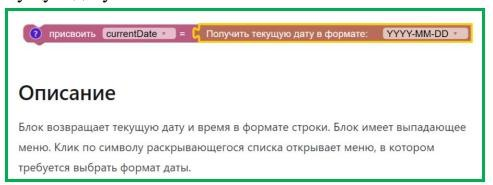 ? присвоить currentDate = Получить текущую дату в формате: YYYY-MM-DD
Описание
Блок возвращает текущую дату и время в формате строки. Блок имеет выпадающее
меню. Клик по символу раскрывающегося списка открывает меню, в котором
требуется выбрать формат даты.